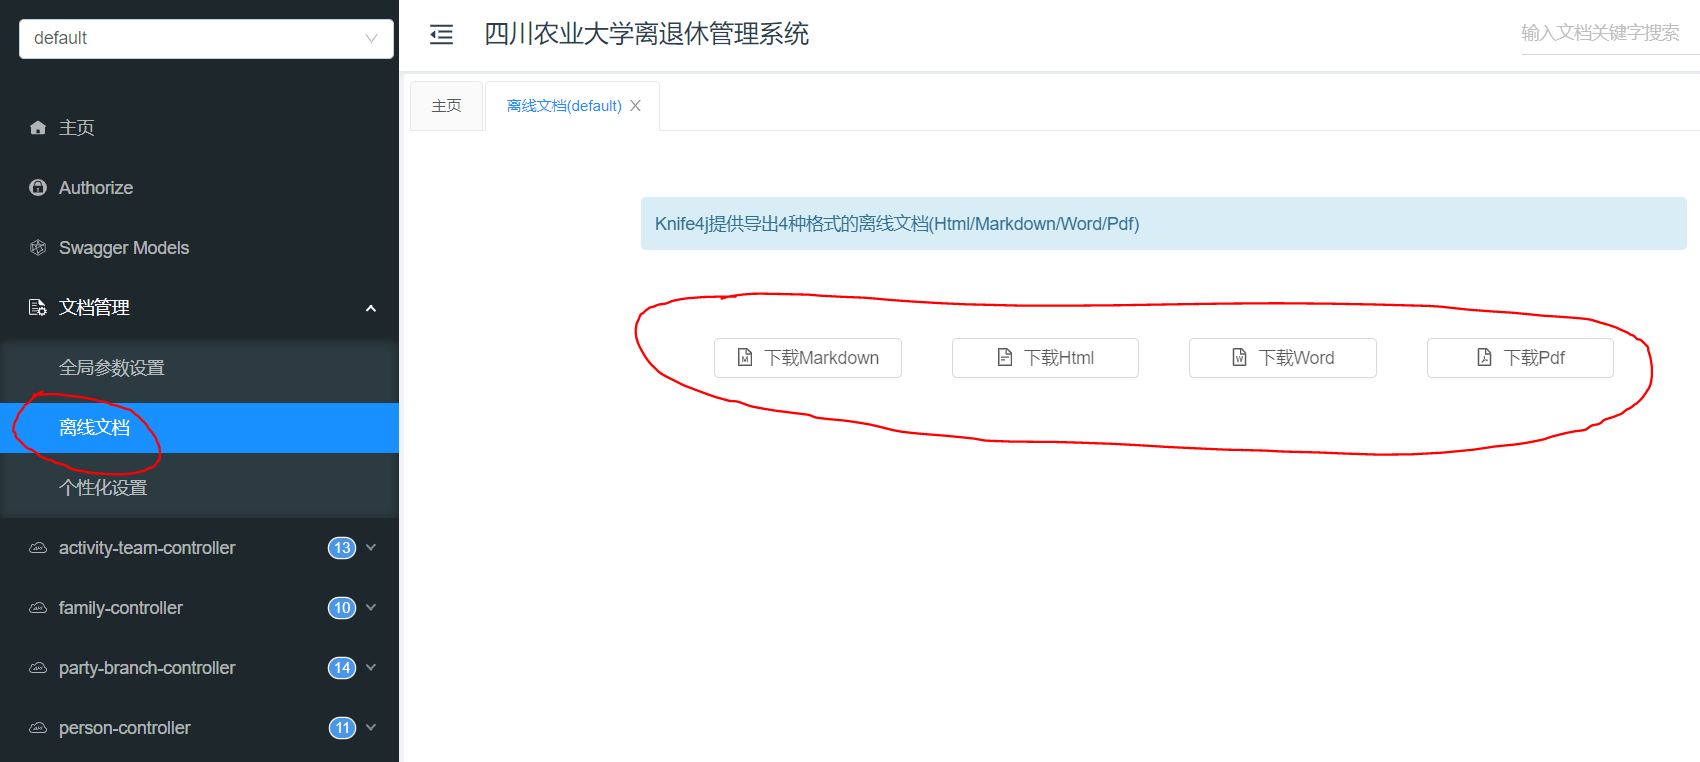 default
四川农业大学离退休管理系统
输入文档关键字搜索
主页
离线文档(default)
主页
Authorize
Swagger Models
文档管理
全局参数设置
离线文档
个性化设置
activity-team-controller 13
family-controller 10
party-branch-controller 14
person-controller 11
Knife4j提供导出4种格式的离线文档(Html/Markdown/Word/Pdf)
下载Markdown
下载Html
下载Word
下载Pdf